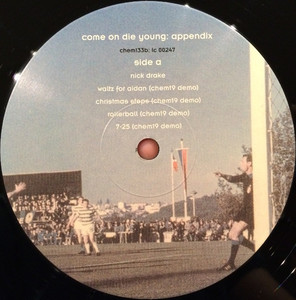 come on die young: appendix
chem133b: lc 00247
side a
nick drake
waltz for aidan (chem19 demo)
christmas steps (chem19 demo)
rollerball (chem19 demo)
7-25 (chem19 demo)